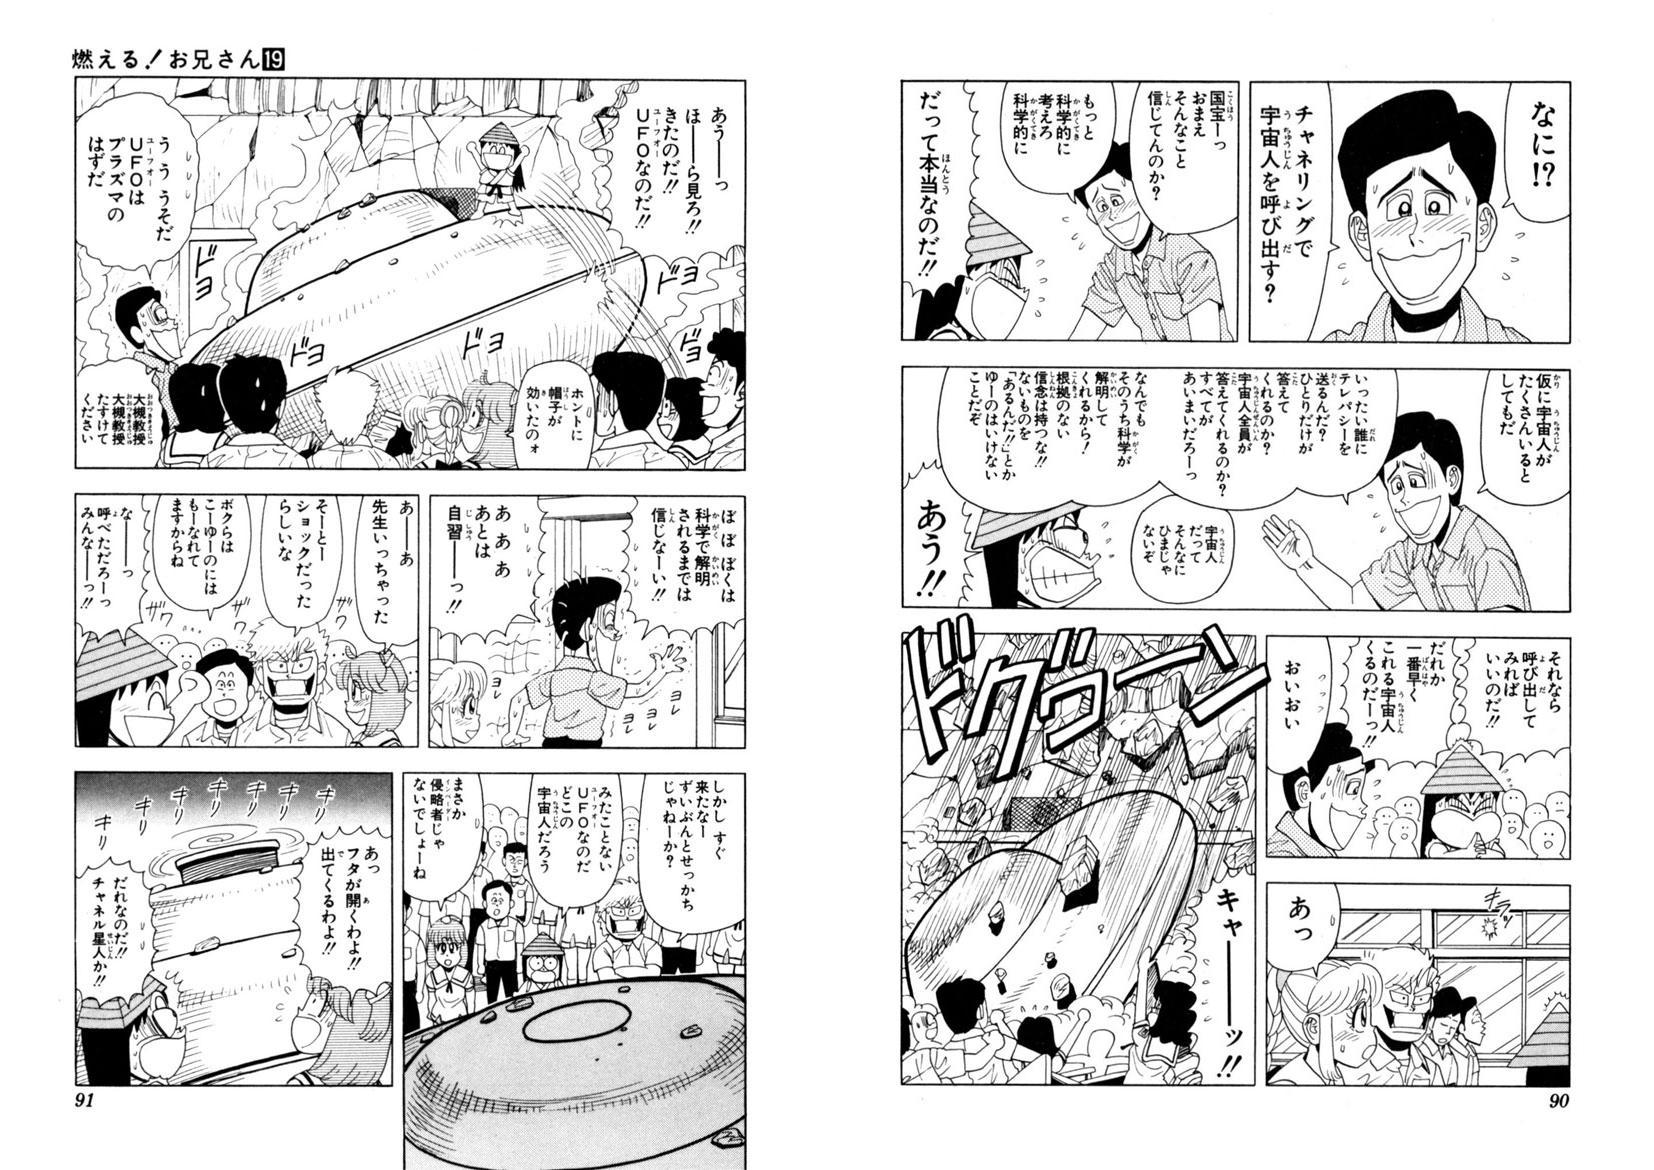 なに!?
チャネリングで
宇宙人を呼び出す?
国宝ーっ
おまえ
そんなこと
信じてんのか?
もっと
科学的に
考えろ
科学的に
だって本当なのだ!!
仮に宇宙人が
たくさんいると
してもだ
いったい誰に
テレパシーを
送るんだ?
ひとりだけが
答えて
くれるのか?
宇宙人全員が
答えてくれるのか?
すべてが
あいまいだろーっ
なんでも
そのうち科学が
解明して
くれるから!
根拠のない
信念は持つな!!
ないものを
「あるんだ!!」とか
ゆーのはいけない
ことだぞ
宇宙人
だって
そんなに
ひまじゃ
ないぞ
あう!!
それなら
呼び出して
みれば
いいのだ!!
だれか
一番早く
これる宇宙人
くるのだーっ!!
おいおい
キラッ
あっ
ドグワーン
キャーーーッ!!
90
燃える!お兄さん19
あうーーっ
ほーーら見ろ!!
きたのだ!!
UFOなのだ!!
う う うそだ
UFOは
プラズマの
はずだ
ドヨ
ドヨ
ドヨ
ドヨ
ドヨ
ホントに
帽子が
効いたのォ
大槻教授
大槻教授
たすけて
ください
ぼ ぼ ぼくは
科学で解明
されるまでは
信じなーい!!
あ あ あ
あとは
自習ーーっ!!
ヨレ
ヨレ
ヨレ
ヨレ
あーーあ
先生いっちゃった
そーとー
ショックだった
らしいな
ボクらは
こーゆーのには
もーなれて
ますからね
なーーっ
呼べただろーっ
みんなーーっ!!
ザワ
ザワ
ザワ
しかし すぐ
来たなー
ずいぶんとせっかち
じゃねーか?
みたことない
UFOなのだ
どこの
宇宙人だろう
まさか
侵略者じゃ
ないでしょーね
キリ
キリ
キリ
キリ
キリ
キリ
キリ
あっ
フタが開くわよ!!
出てくるわよ!!
だれなのだ!!
チャネル星人か!!
91